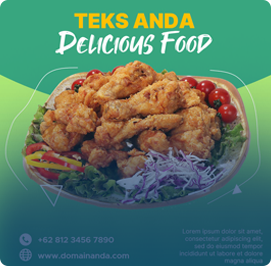 TEKS ANDA
DELICIOUS FOOD
+62 812 3456 7890
www.domainanda.com
Lorem ipsum dolor sit amet,
consectetur adipiscing elit,
sed do eiusmod tempor
incididunt ut labore et dolore
magna aliqua